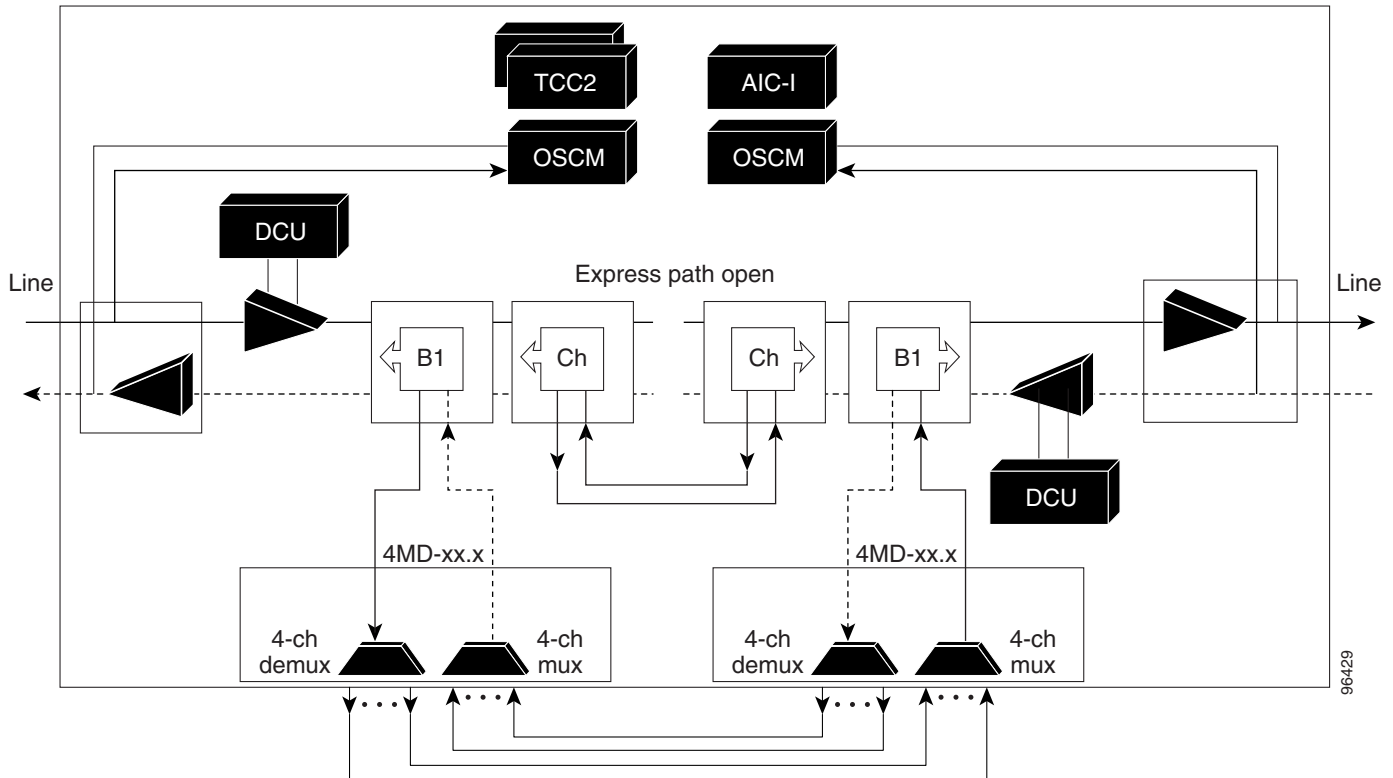 TCC2
AIC-I
OSCM
OSCM
DCU
Line
Express path open
Line
B1
Ch
Ch
B1
DCU
4MD-xx.x
4MD-xx.x
4-ch
demux
4-ch
mux
4-ch
demux
4-ch
mux
96429